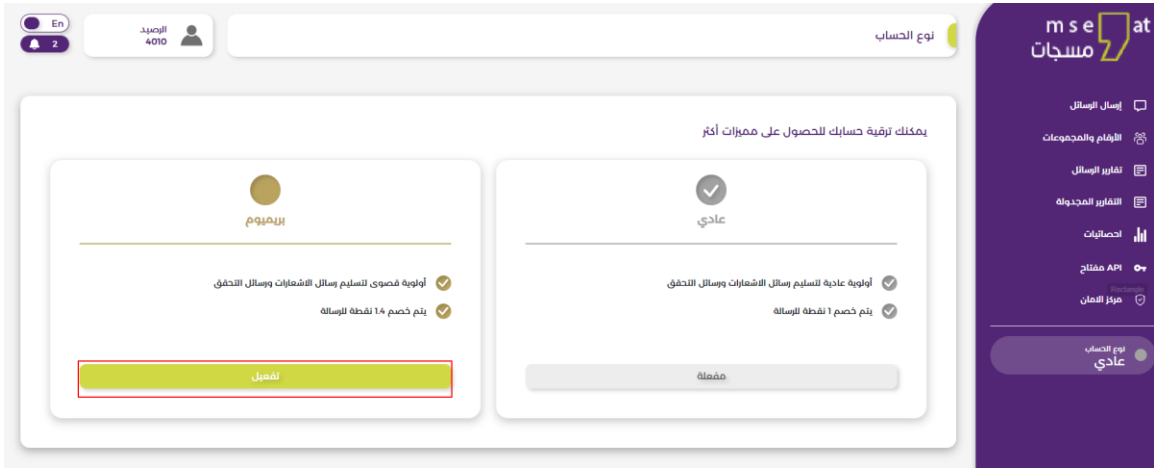 mse at
مسجات
إرسال الرسائل
الأرقام والمجموعات
تقارير الرسائل
التقارير المجدولة
احصائيات
مفتاح API
Rectangle
مركز الامان
نوع الحساب
عادي
نوع الحساب
الرصيد
4010
En
2
يمكنك ترقية حسابك للحصول على مميزات أكثر
عادي
أولوية عادية لتسليم رسائل الاشعارات ورسائل التحقق
يتم خصم 1 نقطة للرسالة
مفعلة
بريميوم
أولوية قصوى لتسليم رسائل الاشعارات ورسائل التحقق
يتم خصم 1.4 نقطة للرسالة
تفعيل